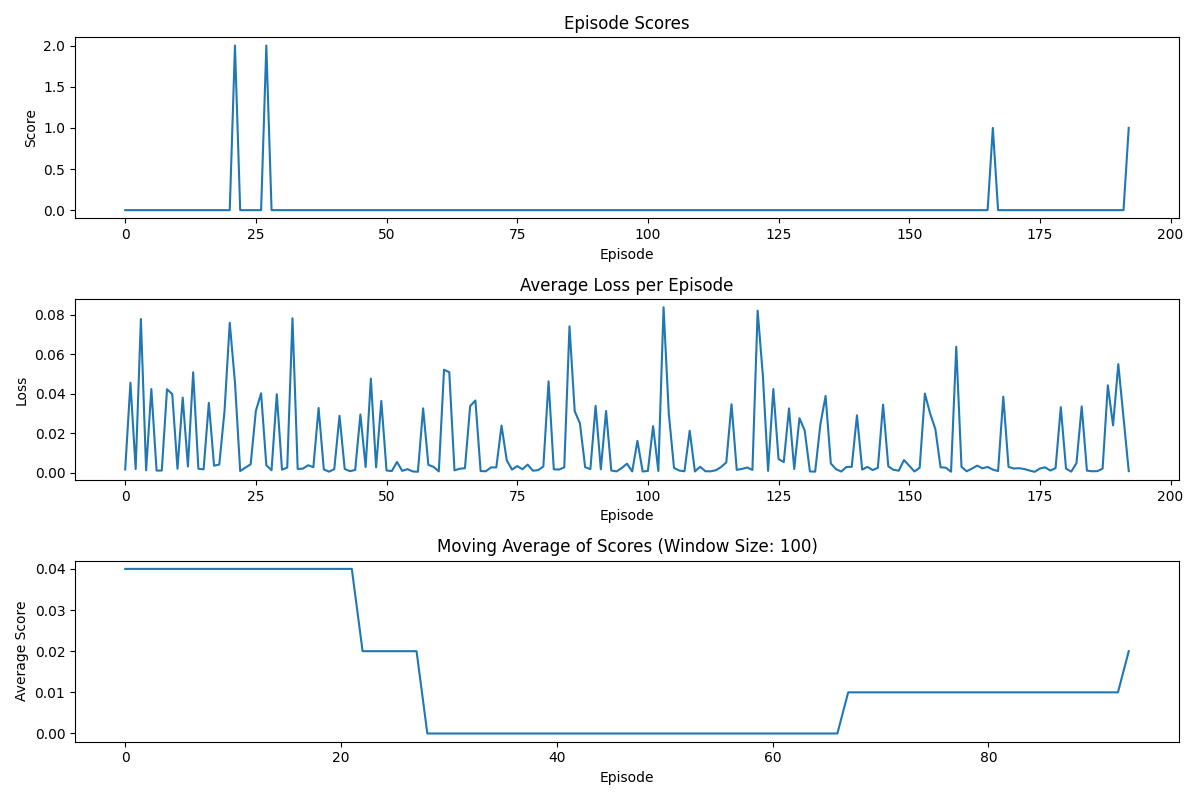 Episode Scores
2.0
1.5
1.0
0.5
0.0
Score
0 25 50 75 100 125 150 175 200
Episode
Average Loss per Episode
0.08
0.06
0.04
0.02
0.00
Loss
0 25 50 75 100 125 150 175 200
Episode
Moving Average of Scores (Window Size: 100)
0.04
0.03
0.02
0.01
0.00
Average Score
0 20 40 60 80
Episode